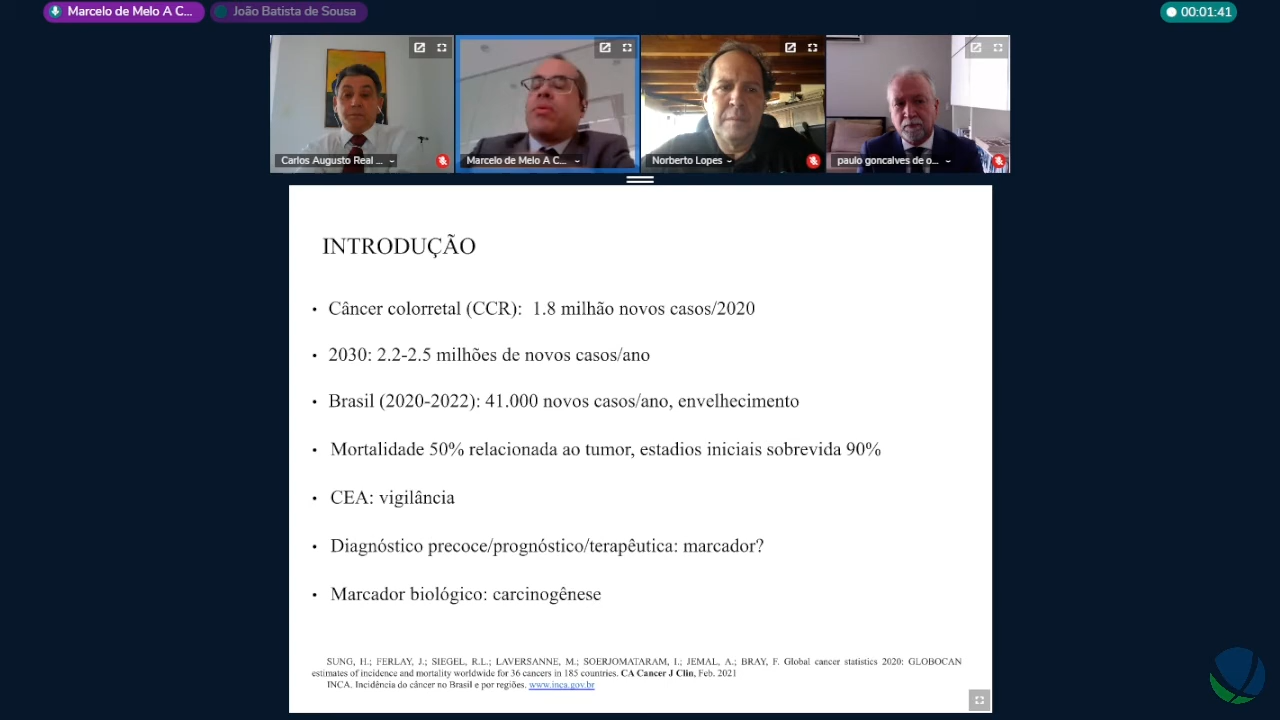 Marcelo de Melo A C...
João Batista de Sousa
00:01:41
Carlos Augusto Real ...
Marcelo de Melo A C...
Norberto Lopes
paulo goncalves de o...
INTRODUÇÃO
• Câncer colorretal (CCR): 1.8 milhão novos casos/2020
• 2030: 2.2-2.5 milhões de novos casos/ano
• Brasil (2020-2022): 41.000 novos casos/ano, envelhecimento
• Mortalidade 50% relacionada ao tumor, estadios iniciais sobrevida 90%
• CEA: vigilância
• Diagnóstico precoce/prognóstico/terapêutica: marcador?
• Marcador biológico: carcinogênese
SUNG, H.; FERLAY, J.; SIEGEL, R.L.; LAVERSANNE, M.; SOERJOMATARAM, I.; JEMAL, A.; BRAY, F. Global cancer statistics 2020: GLOBOCAN
estimates of incidence and mortality worldwide for 36 cancers in 185 countries. CA Cancer J Clin, Feb. 2021
INCA. Incidência do câncer no Brasil e por regiões. www.inca.gov.br